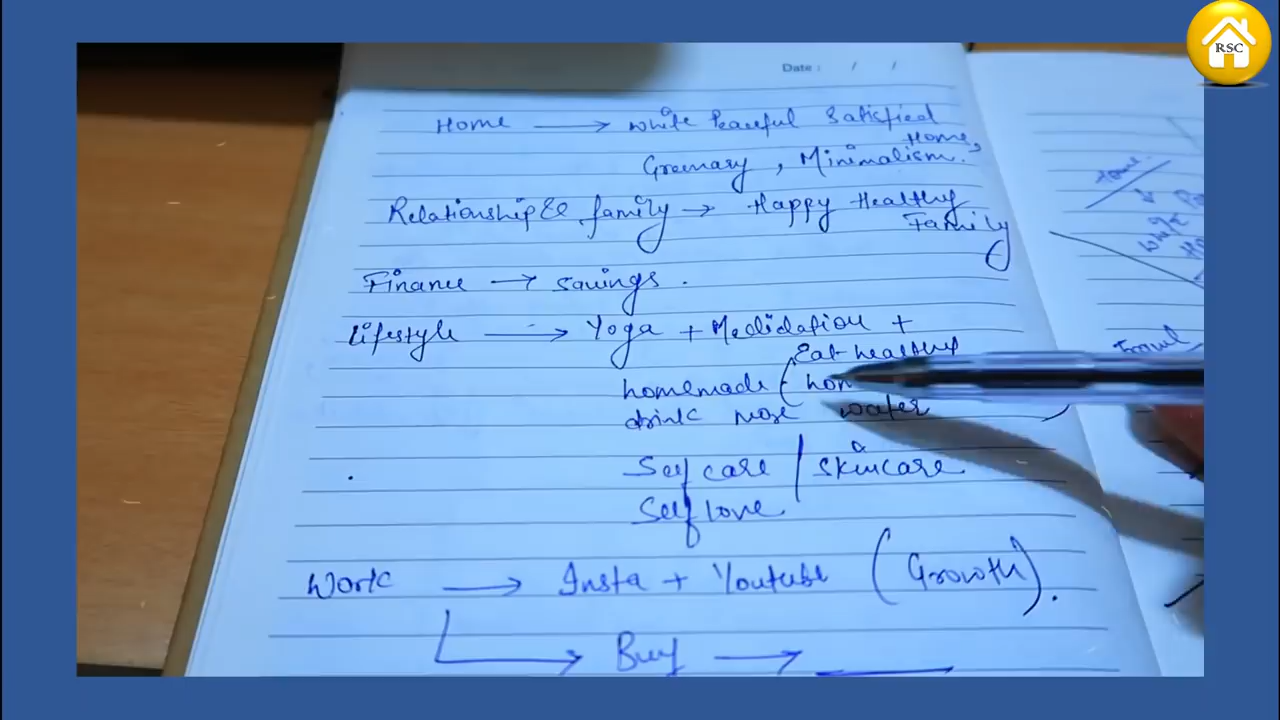 RSC
Date : / /
Home → White Peaceful Satisfied
Home,
Greenary, Minimalism.
Relationship & family → Happy Healthy
Family
Finance → Savings.
Lifestyle → Yoga + Medidation +
Eat healthy
homemade (
drink more water
Self care / Skincare
Self love
Work → Insta + Youtube (Growth).
Buy →